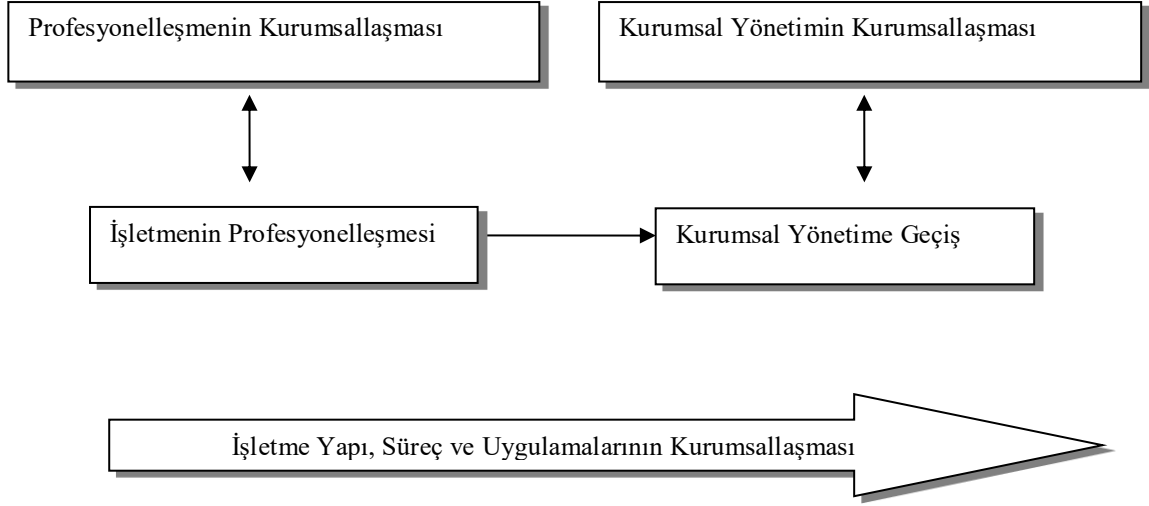 Profesyonelleşmenin Kurumsallaşması
Kurumsal Yönetimin Kurumsallaşması
İşletmenin Profesyonelleşmesi
Kurumsal Yönetime Geçiş
İşletme Yapı, Süreç ve Uygulamalarının Kurumsallaşması